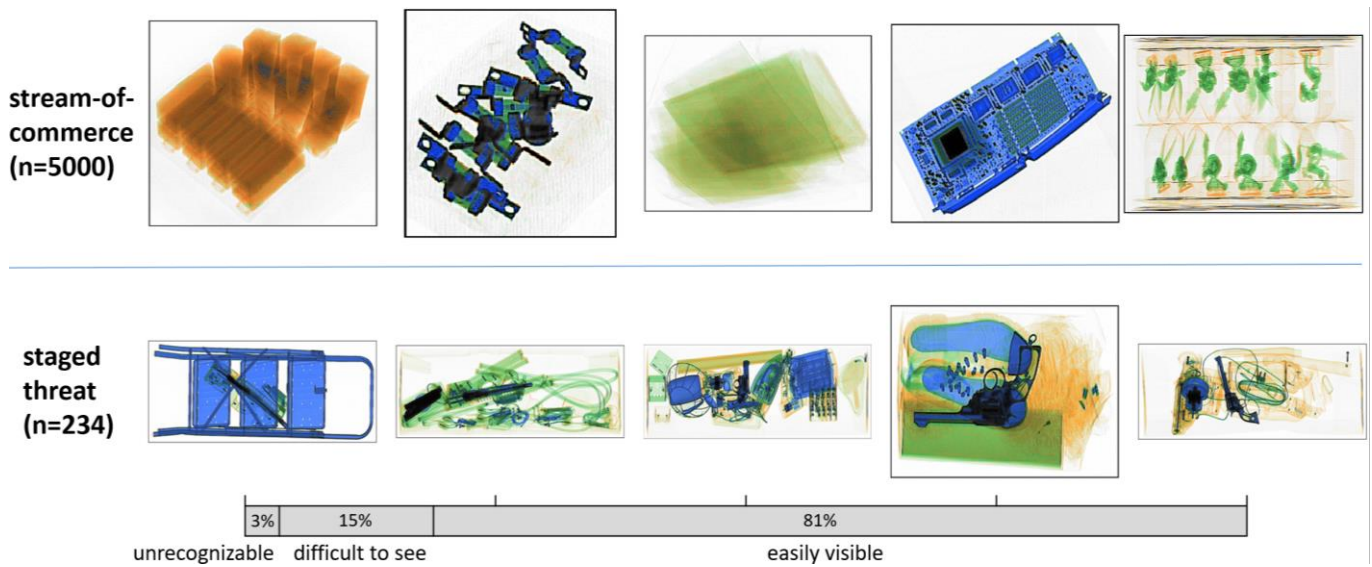 stream-of-
commerce
(n=5000)
staged
threat
(n=234)
3%
15%
81%
unrecognizable
difficult to see
easily visible